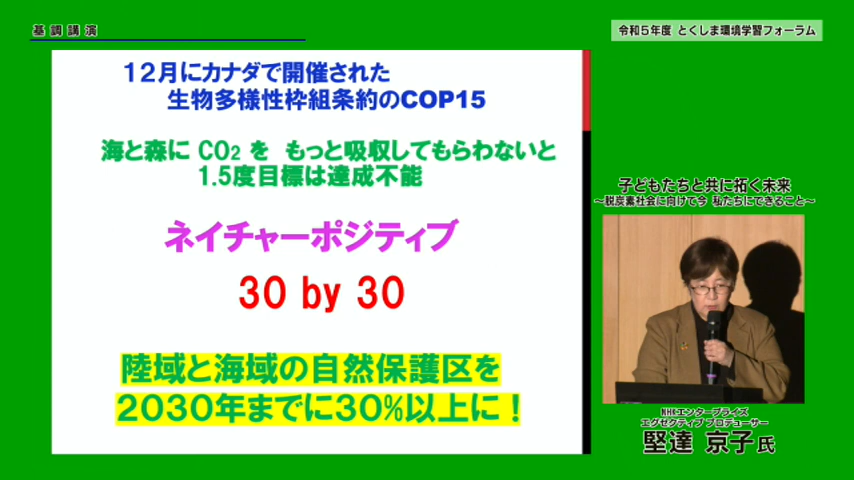 基調講演
令和5年度 とくしま環境学習フォーラム
12月にカナダで開催された
生物多様性枠組条約のCOP15
海と森に CO2 を もっと吸収してもらわないと
1.5度目標は達成不能
ネイチャーポジティブ
30 by 30
陸域と海域の自然保護区を
2030年までに30%以上に!
子どもたちと共に拓く未来
~脱炭素社会に向けて今 私たちにできること~
NHKエンタープライズ
エグゼクティブ プロデューサー
堅達 京子氏